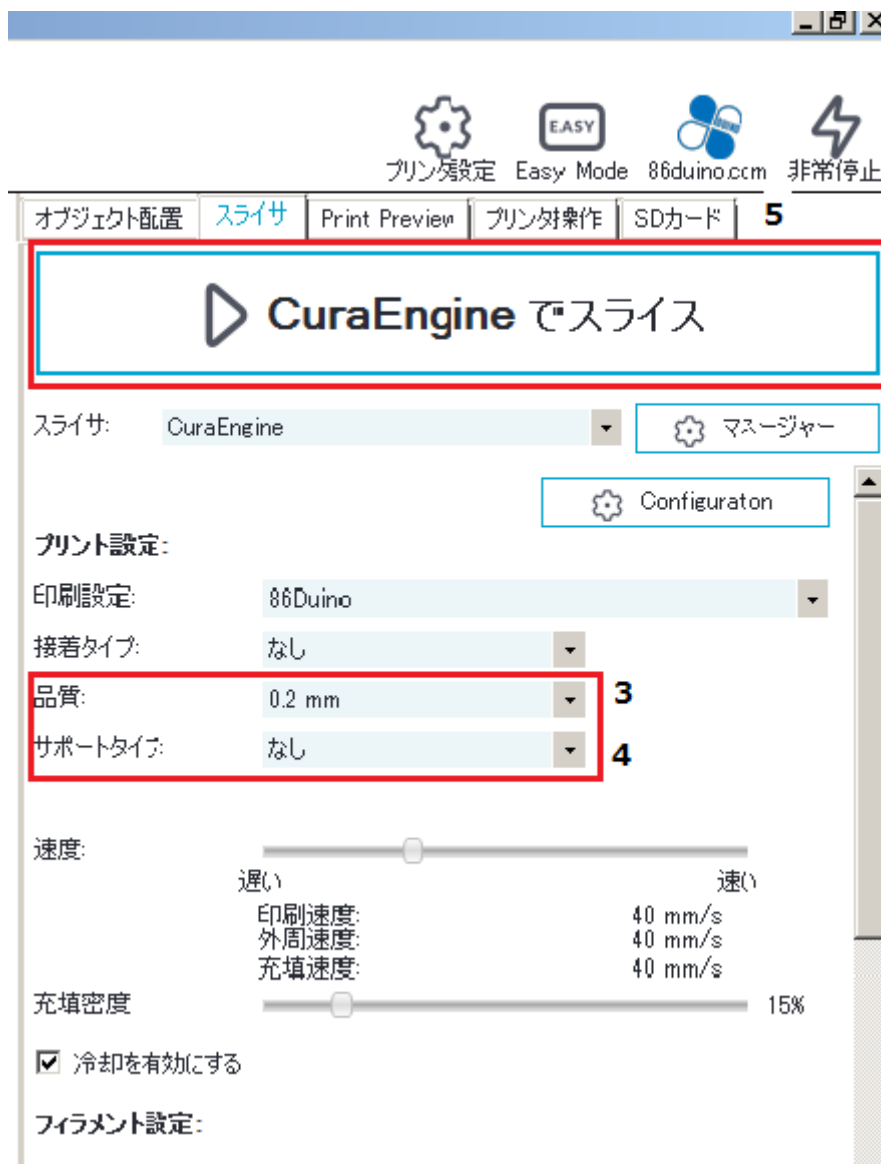 プリンタ設定 Easy Mode 86duino.com 非常停止
EASY
オブジェクト配置 スライサ Print Preview プリンタ操作 SDカード 5
CuraEngine でスライス
スライサ: CuraEngine マネージャー
Configuraton
プリント設定:
印刷設定: 86Duino
接着タイプ: なし
品質: 0.2 mm 3
サポートタイプ: なし 4
速度:
遅い 速い
印刷速度: 40 mm/s
外周速度: 40 mm/s
充填速度: 40 mm/s
充填密度 15%
冷却を有効にする
フィラメント設定: